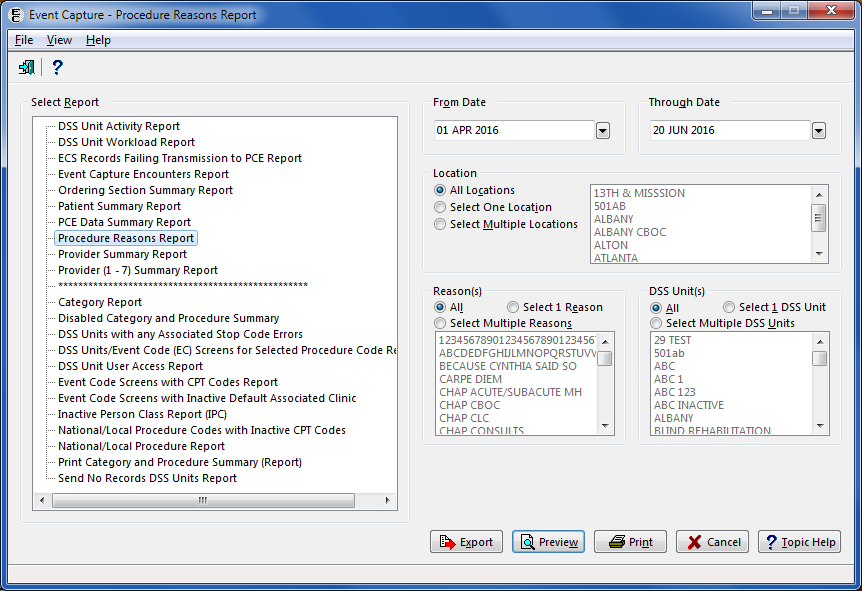 Event Capture - Procedure Reasons Report
File View Help
Select Report
DSS Unit Activity Report
DSS Unit Workload Report
ECS Records Failing Transmission to PCE Report
Event Capture Encounters Report
Ordering Section Summary Report
Patient Summary Report
PCE Data Summary Report
Procedure Reasons Report
Provider Summary Report
Provider (1 - 7) Summary Report
**************************************************
Category Report
Disabled Category and Procedure Summary
DSS Units with any Associated Stop Code Errors
DSS Units/Event Code (EC) Screens for Selected Procedure Code Re
DSS Unit User Access Report
Event Code Screens with CPT Codes Report
Event Code Screens with Inactive Default Associated Clinic
Inactive Person Class Report (IPC)
National/Local Procedure Codes with Inactive CPT Codes
National/Local Procedure Report
Print Category and Procedure Summary (Report)
Send No Records DSS Units Report
From Date
01 APR 2016
Through Date
20 JUN 2016
Location
All Locations
Select One Location
Select Multiple Locations
13TH & MISSSION
501AB
ALBANY
ALBANY CBOC
ALTON
ATLANTA
Reason(s)
All Select 1 Reason
Select Multiple Reasons
1234567890123456789012345​67
ABCDEDFGHIJLMNOPQRSTUVV
BECAUSE CYNTHIA SAID SO
CARPE DIEM
CHAP ACUTE/SUBACUTE MH
CHAP CBOC
CHAP CLC
CHAP CONSULTS
DSS Unit(s)
All Select 1 DSS Unit
Select Multiple DSS Units
29 TEST
501ab
ABC
ABC 1
ABC 123
ABC INACTIVE
ALBANY
BLIND REHABILITATION
Export Preview Print Cancel Topic Help